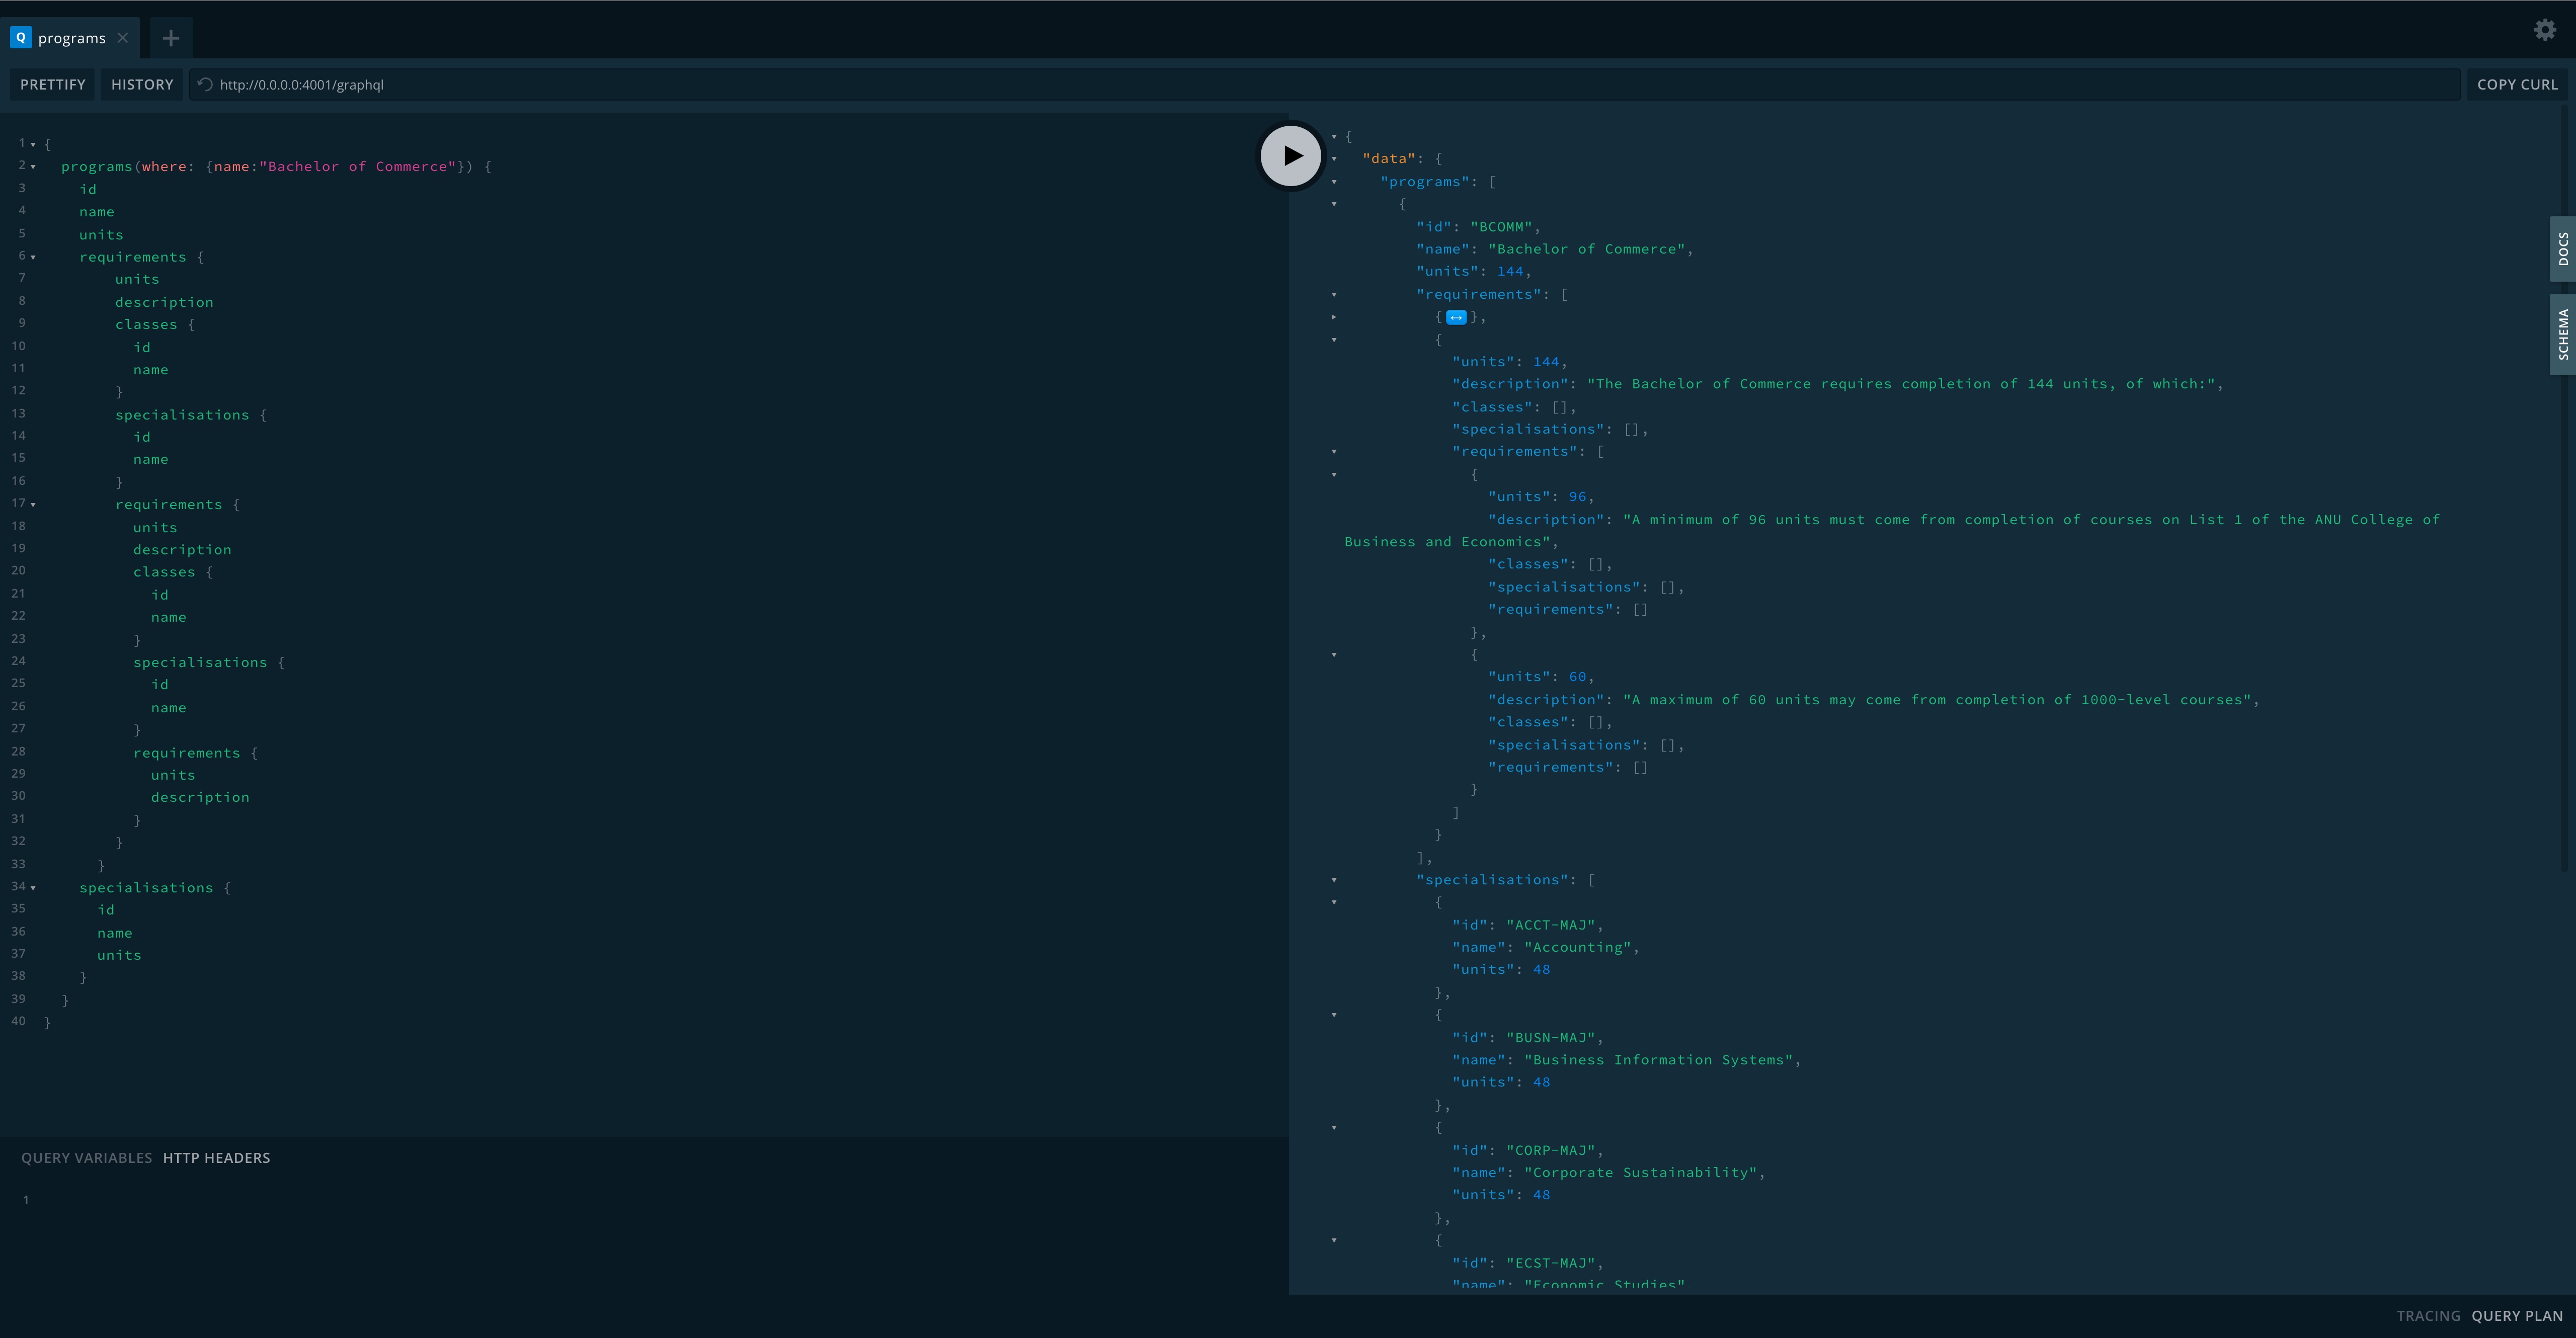 Q programs
PRETTIFY HISTORY http://0.0.0.0:4001/graphql COPY CURL
1 {
2 programs(where: {name:"Bachelor of Commerce"}) {
3 id
4 name
5 units
6 requirements {
7 units
8 description
9 classes {
10 id
11 name
12 }
13 specialisations {
14 id
15 name
16 }
17 requirements {
18 units
19 description
20 classes {
21 id
22 name
23 }
24 specialisations {
25 id
26 name
27 }
28 requirements {
29 units
30 description
31 }
32 }
33 }
34 specialisations {
35 id
36 name
37 units
38 }
39 }
40 }
QUERY VARIABLES HTTP HEADERS
1
{
"data": {
"programs": [
{
"id": "BCOMM",
"name": "Bachelor of Commerce",
"units": 144,
"requirements": [
{↔},
{
"units": 144,
"description": "The Bachelor of Commerce requires completion of 144 units, of which:",
"classes": [],
"specialisations": [],
"requirements": [
{
"units": 96,
"description": "A minimum of 96 units must come from completion of courses on List 1 of the ANU College of
Business and Economics",
"classes": [],
"specialisations": [],
"requirements": []
},
{
"units": 60,
"description": "A maximum of 60 units may come from completion of 1000-level courses",
"classes": [],
"specialisations": [],
"requirements": []
}
]
}
],
"specialisations": [
{
"id": "ACCT-MAJ",
"name": "Accounting",
"units": 48
},
{
"id": "BUSN-MAJ",
"name": "Business Information Systems",
"units": 48
},
{
"id": "CORP-MAJ",
"name": "Corporate Sustainability",
"units": 48
},
{
"id": "ECST-MAJ",
"name": "Economic Studies"
DOCS
SCHEMA
TRACING QUERY PLAN